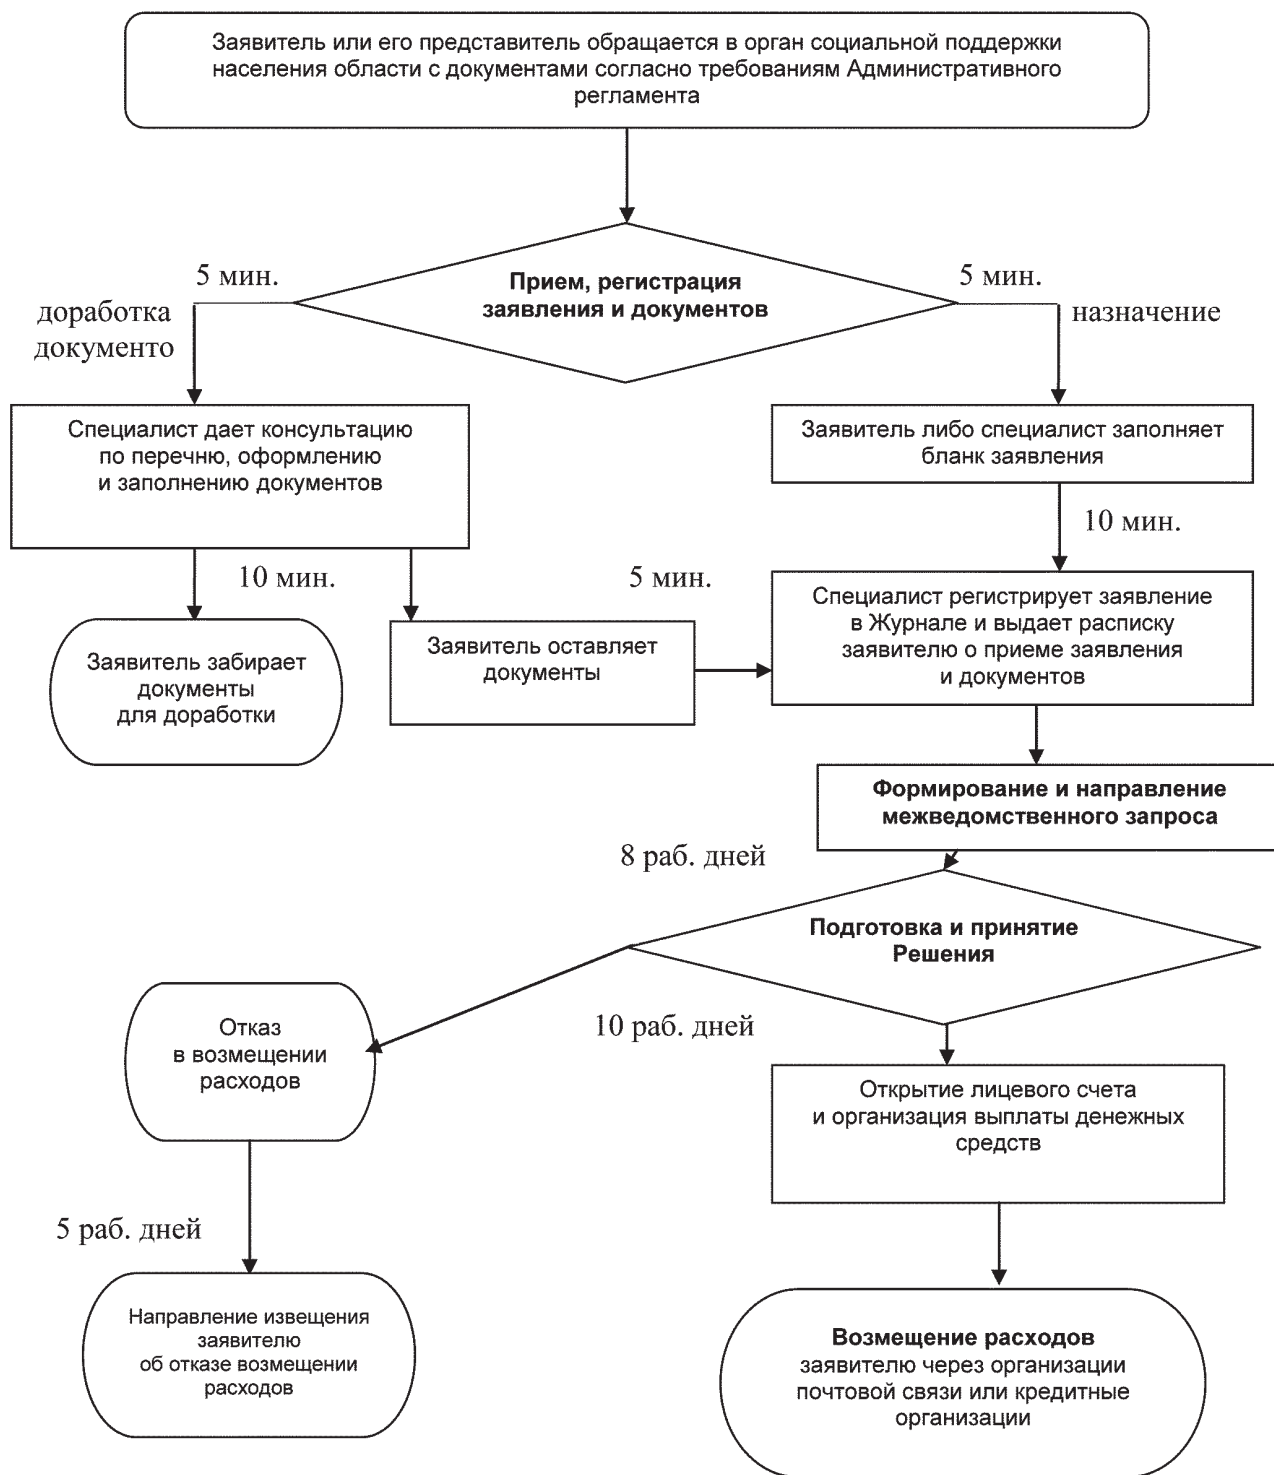 Заявитель или его представитель обращается в орган социальной поддержки
населения области с документами согласно требованиям Административного
регламента
5 мин.
Прием, регистрация
заявления и документов
5 мин.
доработка
документо
назначение
Специалист дает консультацию
по перечню, оформлению
и заполнению документов
Заявитель либо специалист заполняет
бланк заявления
10 мин.
10 мин.
5 мин.
Заявитель забирает
документы
для доработки
Заявитель оставляет
документы
Специалист регистрирует заявление
в Журнале и выдает расписку
заявителю о приеме заявления
и документов
Формирование и направление
межведомственного запроса
8 раб. дней
Подготовка и принятие
Решения
Отказ
в возмещении
расходов
10 раб. дней
Открытие лицевого счета
и организация выплаты денежных
средств
5 раб. дней
Направление извещения
заявителю
об отказе возмещении
расходов
Возмещение расходов
заявителю через организации
почтовой связи или кредитные
организации